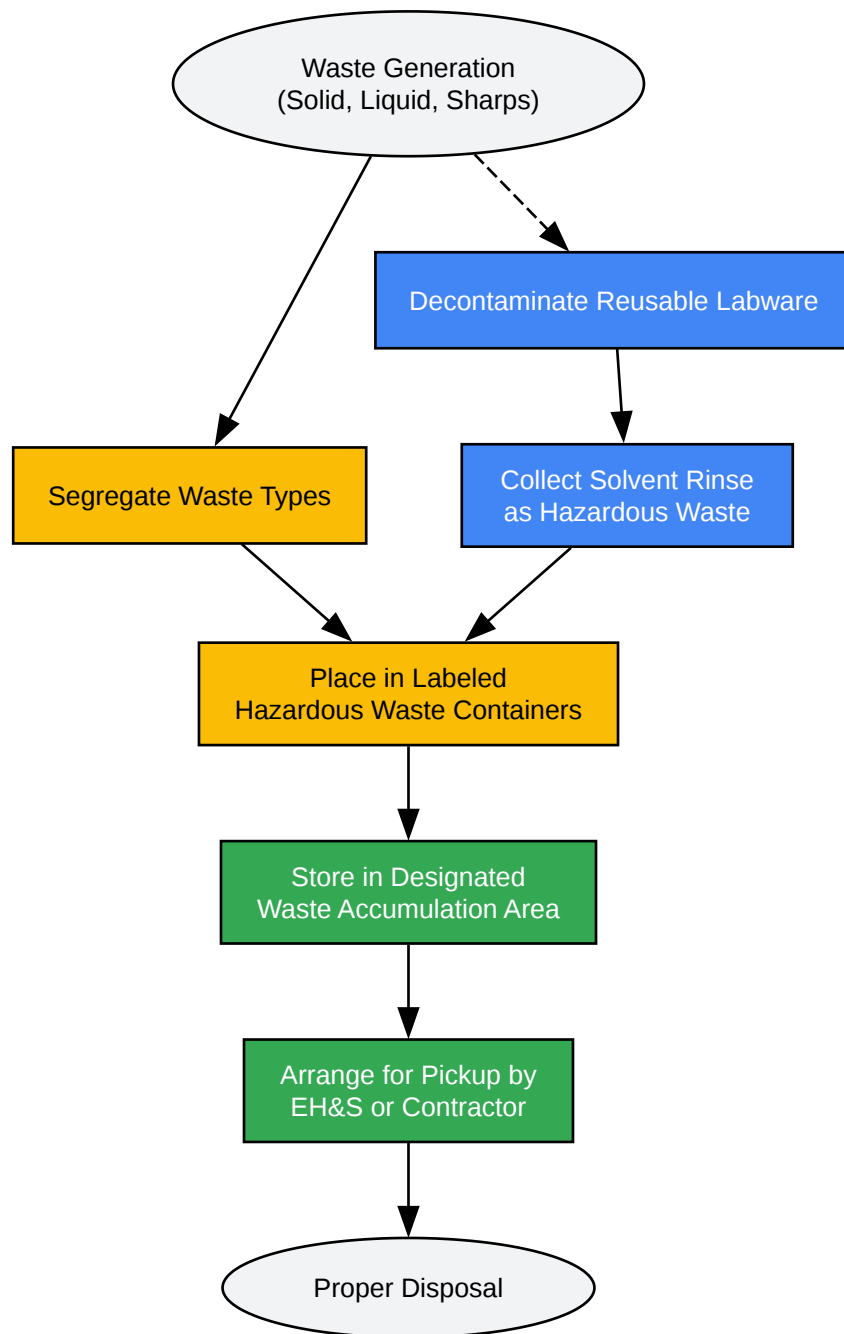 Waste Generation
(Solid, Liquid, Sharps)
Decontaminate Reusable Labware
Segregate Waste Types
Collect Solvent Rinse
as Hazardous Waste
Place in Labeled
Hazardous Waste Containers
Store in Designated
Waste Accumulation Area
Arrange for Pickup by
EH&S or Contractor
Proper Disposal